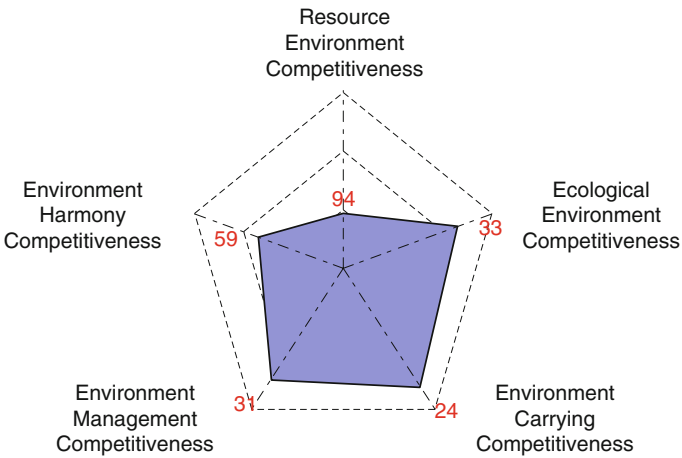 Resource
Environment
Competitiveness
94
Environment
Harmony
Competitiveness
59
Ecological
Environment
Competitiveness
33
Environment
Management
Competitiveness
31
24
Environment
Carrying
Competitiveness